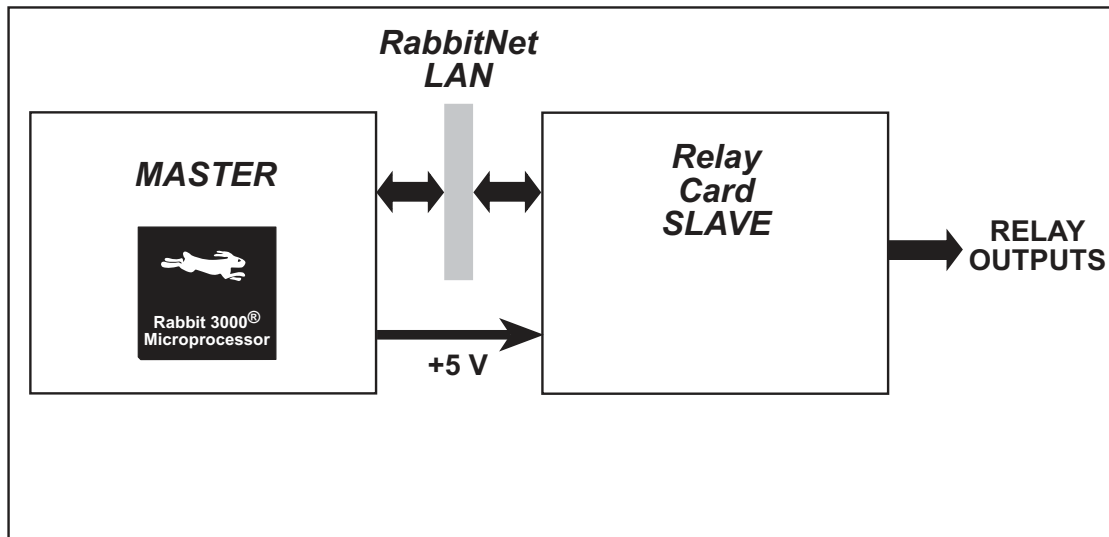 RabbitNet
LAN
MASTER
Rabbit 3000®
Microprocessor
+5 V
Relay
Card
SLAVE
RELAY
OUTPUTS